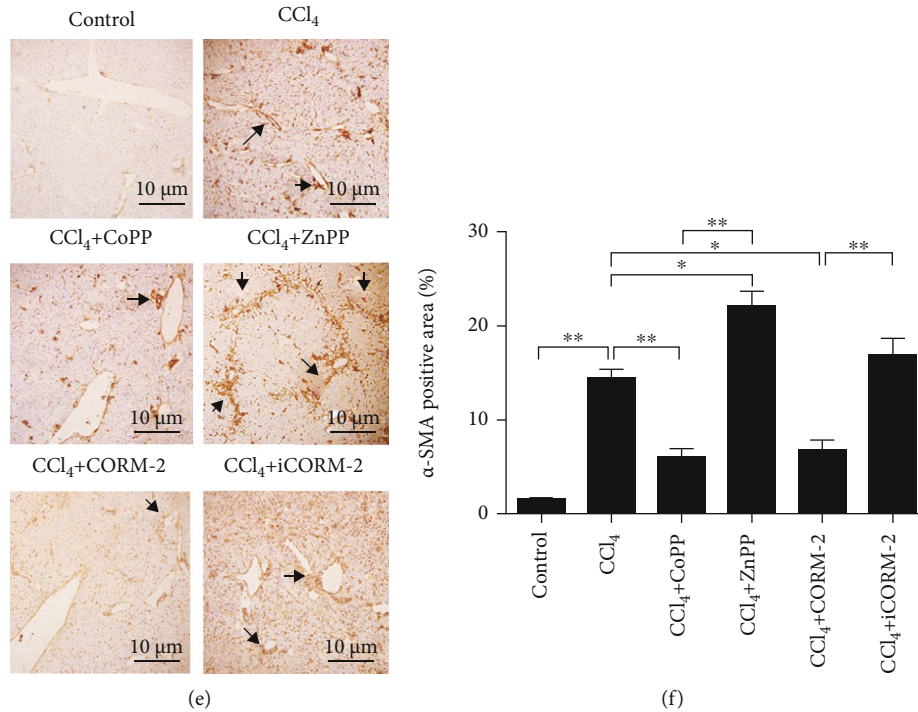 Control CCl₄
10 μm 10 μm
CCl₄+CoPP CCl₄+ZnPP
10 μm 10 μm
CCl₄+CORM-2 CCl₄+iCORM-2
10 μm 10 μm
(e)
α-SMA positive area (%)
30
20
10
0
**
*
**
*
** **
Control
CCl₄
CCl₄+CoPP
CCl₄+ZnPP
CCl₄+CORM-2
CCl₄+iCORM-2
(f)